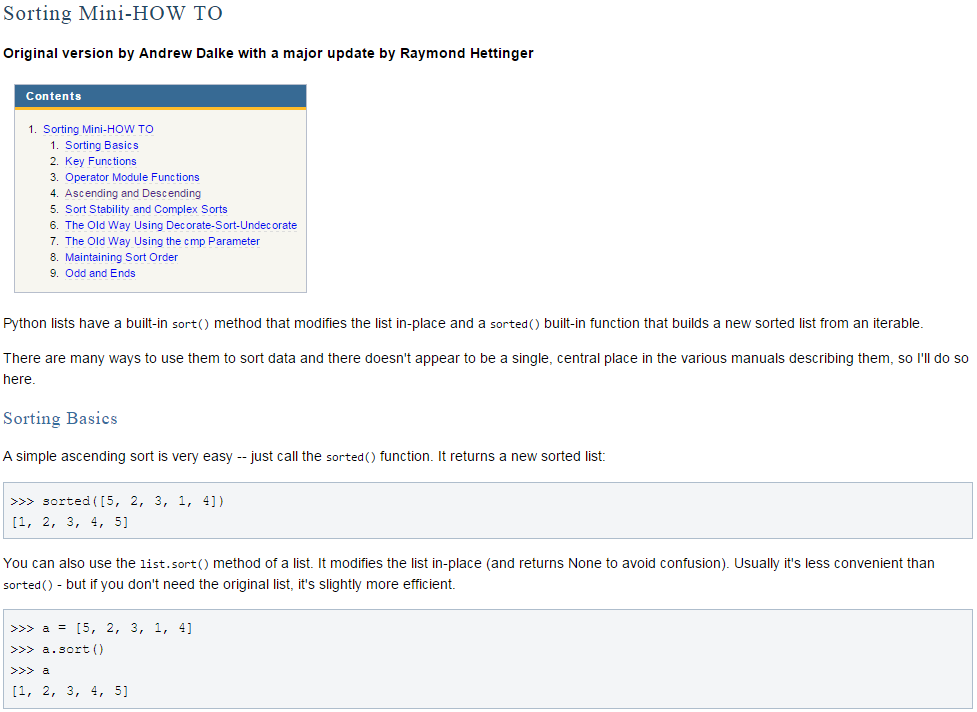 Sorting Mini-HOW TO
Original version by Andrew Dalke with a major update by Raymond Hettinger
Contents
1. Sorting Mini-HOW TO
1. Sorting Basics
2. Key Functions
3. Operator Module Functions
4. Ascending and Descending
5. Sort Stability and Complex Sorts
6. The Old Way Using Decorate-Sort-Undecorate
7. The Old Way Using the cmp Parameter
8. Maintaining Sort Order
9. Odd and Ends
Python lists have a built-in sort() method that modifies the list in-place and a sorted() built-in function that builds a new sorted list from an iterable.
There are many ways to use them to sort data and there doesn't appear to be a single, central place in the various manuals describing them, so I'll do so
here.
Sorting Basics
A simple ascending sort is very easy -- just call the sorted() function. It returns a new sorted list:
>>> sorted([5, 2, 3, 1, 4])
[1, 2, 3, 4, 5]
You can also use the list.sort() method of a list. It modifies the list in-place (and returns None to avoid confusion). Usually it's less convenient than
sorted() - but if you don't need the original list, it's slightly more efficient.
>>> a = [5, 2, 3, 1, 4]
>>> a.sort()
>>> a
[1, 2, 3, 4, 5]